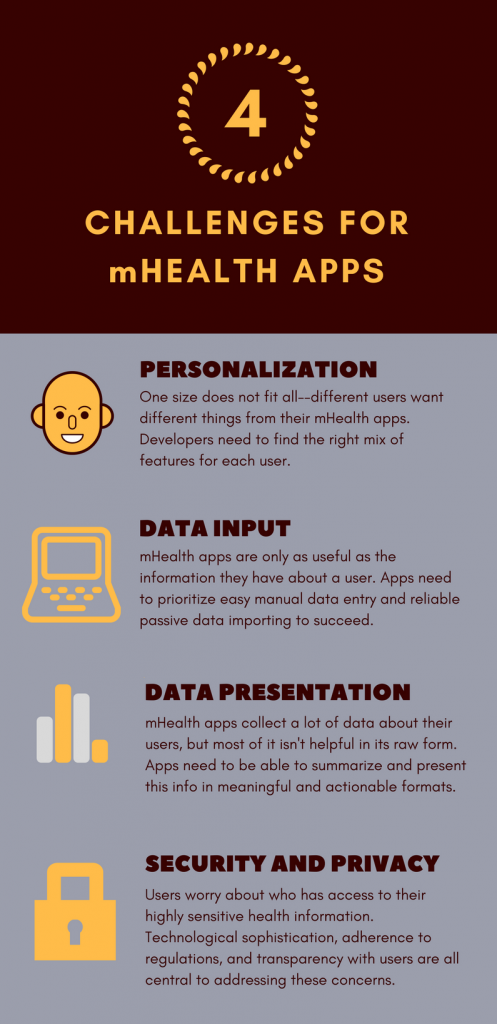 4
CHALLENGES FOR
mHEALTH APPS
PERSONALIZATION
One size does not fit all--different users want
different things from their mHealth apps.
Developers need to find the right mix of
features for each user.
DATA INPUT
mHealth apps are only as useful as the
information they have about a user. Apps need
to prioritize easy manual data entry and reliable
passive data importing to succeed.
DATA PRESENTATION
mHealth apps collect a lot of data about their
users, but most of it isn't helpful in its raw form.
Apps need to be able to summarize and present
this info in meaningful and actionable formats.
SECURITY AND PRIVACY
Users worry about who has access to their
highly sensitive health information.
Technological sophistication, adherence to
regulations, and transparency with users are all
central to addressing these concerns.